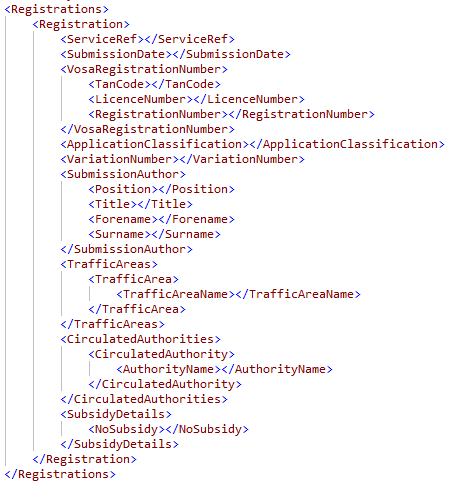 <Registrations>
<Registration>
<ServiceRef></ServiceRef>
<SubmissionDate></SubmissionDate>
<VosaRegistrationNumber>
<TanCode></TanCode>
<LicenceNumber></LicenceNumber>
<RegistrationNumber></RegistrationNumber>
</VosaRegistrationNumber>
<ApplicationClassification></ApplicationClassification>
<VariationNumber></VariationNumber>
<SubmissionAuthor>
<Position></Position>
<Title></Title>
<Forename></Forename>
<Surname></Surname>
</SubmissionAuthor>
<TrafficAreas>
<TrafficArea>
<TrafficAreaName></TrafficAreaName>
</TrafficArea>
</TrafficAreas>
<CirculatedAuthorities>
<CirculatedAuthority>
<AuthorityName></AuthorityName>
</CirculatedAuthority>
</CirculatedAuthorities>
<SubsidyDetails>
<NoSubsidy></NoSubsidy>
</SubsidyDetails>
</Registration>
</Registrations>